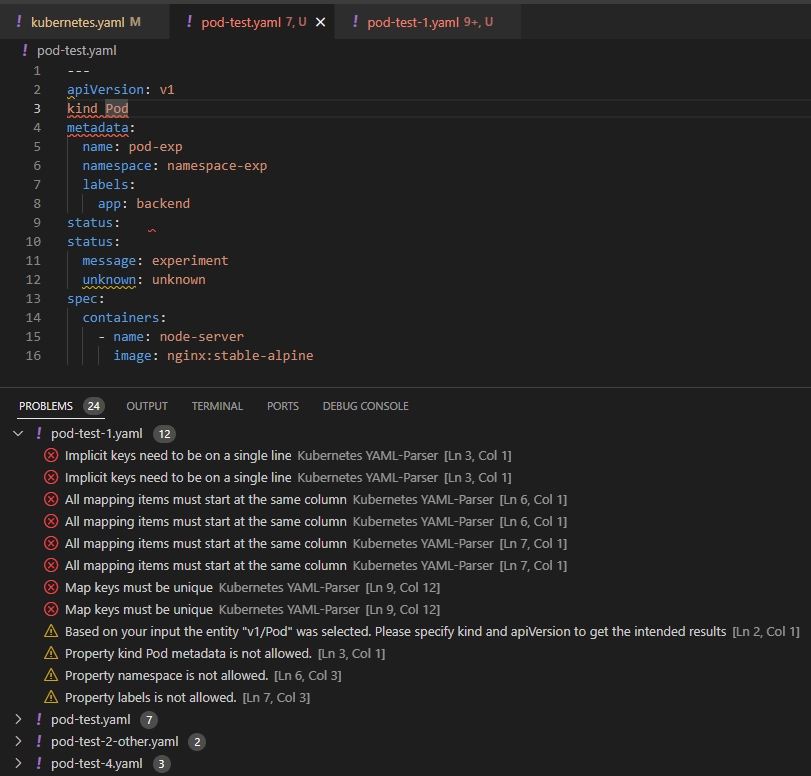 ! kubernetes.yaml M ! pod-test.yaml 7, U × ! pod-test-1.yaml 9+, U
! pod-test.yaml
1 ---
2 apiVersion: v1
3 kind Pod
4 metadata:
5 name: pod-exp
6 namespace: namespace-exp
7 labels:
8 app: backend
9 status:
10 status:
11 message: experiment
12 unknown: unknown
13 spec:
14 containers:
15 - name: node-server
16 image: nginx:stable-alpine
PROBLEMS 24 OUTPUT TERMINAL PORTS DEBUG CONSOLE
! pod-test-1.yaml 12
Implicit keys need to be on a single line Kubernetes YAML-Parser [Ln 3, Col 1]
Implicit keys need to be on a single line Kubernetes YAML-Parser [Ln 3, Col 1]
All mapping items must start at the same column Kubernetes YAML-Parser [Ln 6, Col 1]
All mapping items must start at the same column Kubernetes YAML-Parser [Ln 6, Col 1]
All mapping items must start at the same column Kubernetes YAML-Parser [Ln 7, Col 1]
All mapping items must start at the same column Kubernetes YAML-Parser [Ln 7, Col 1]
Map keys must be unique Kubernetes YAML-Parser [Ln 9, Col 12]
Map keys must be unique Kubernetes YAML-Parser [Ln 9, Col 12]
Based on your input the entity "v1/Pod" was selected. Please specify kind and apiVersion to get the intended results [Ln 2, Col 1]
Property kind Pod metadata is not allowed. [Ln 3, Col 1]
Property namespace is not allowed. [Ln 6, Col 3]
Property labels is not allowed. [Ln 7, Col 3]
! pod-test.yaml 7
! pod-test-2-other.yaml 2
! pod-test-4.yaml 3